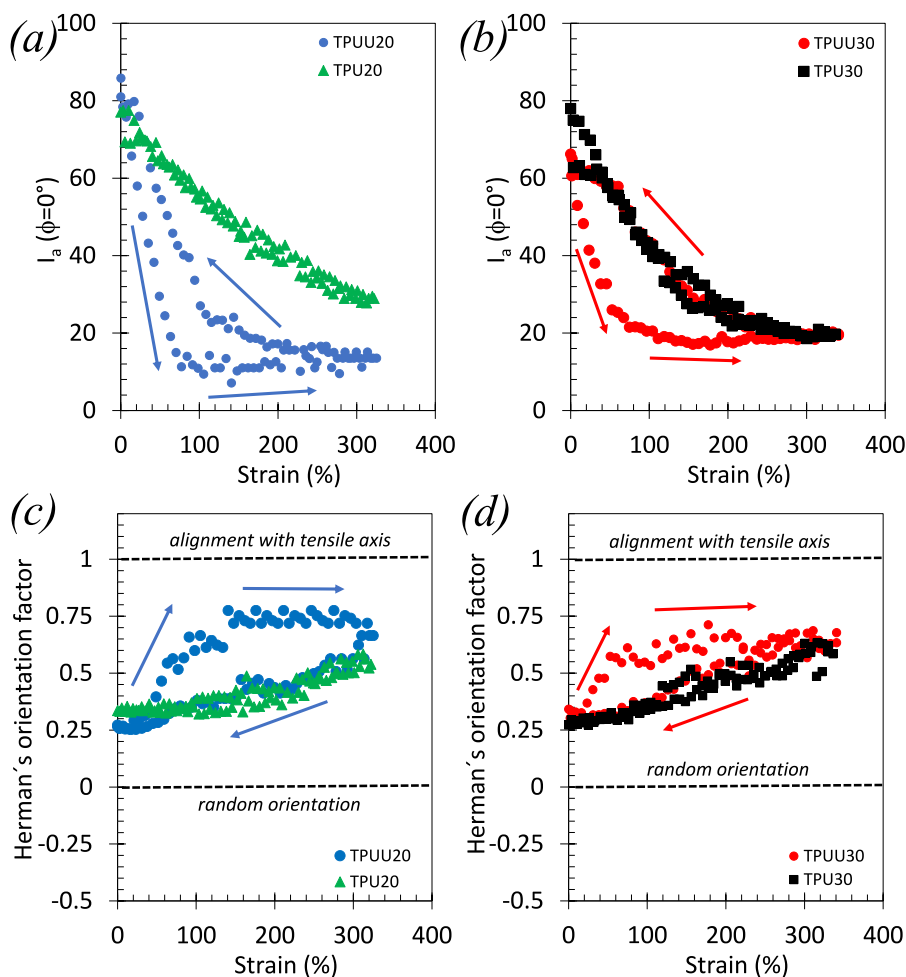 (a)
100
80
60
40
20
0
I_a (ϕ=0°)
TPUU20
TPU20
0 100 200 300 400
Strain (%)
(b)
100
80
60
40
20
0
I_a (ϕ=0°)
TPUU30
TPU30
0 100 200 300 400
Strain (%)
(c)
1
0.75
0.5
0.25
0
-0.25
-0.5
Herman´s orientation factor
alignment with tensile axis
random orientation
TPUU20
TPU20
0 100 200 300 400
Strain (%)
(d)
1
0.75
0.5
0.25
0
-0.25
-0.5
Herman´s orientation factor
alignment with tensile axis
random orientation
TPUU30
TPU30
0 100 200 300 400
Strain (%)